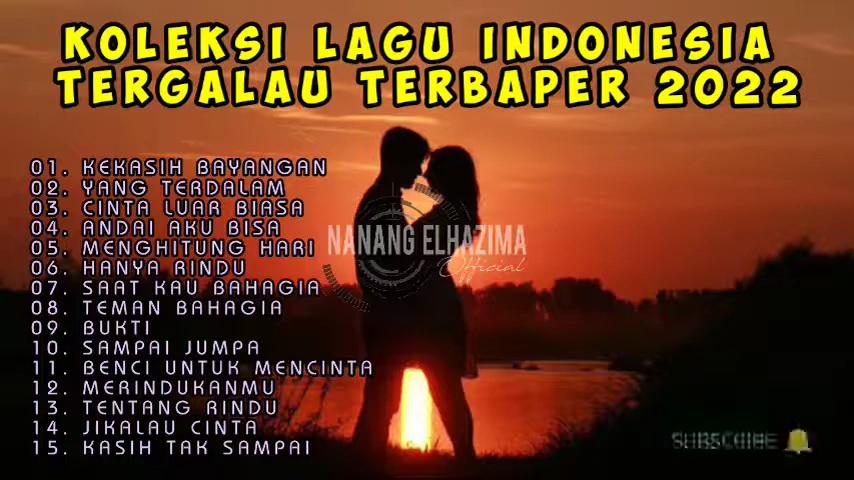 KOLEKSI LAGU INDONESIA
TERGALAU TERBAPER 2022
01. KEKASIH BAYANGAN
02. YANG TERDALAM
03. CINTA LUAR BIASA
04. ANDAI AKU BISA
05. MENGHITUNG HARI
06. HANYA RINDU
07. SAAT KAU BAHAGIA
08. TEMAN BAHAGIA
09. BUKTI
10. SAMPAI JUMPA
11. BENCI UNTUK MENCINTA
12. MERINDUKANMU
13. TENTANG RINDU
14. JIKALAU CINTA
15. KASIH TAK SAMPAI
NANANG ELHAZIMA
Official
SUBSCRIBE